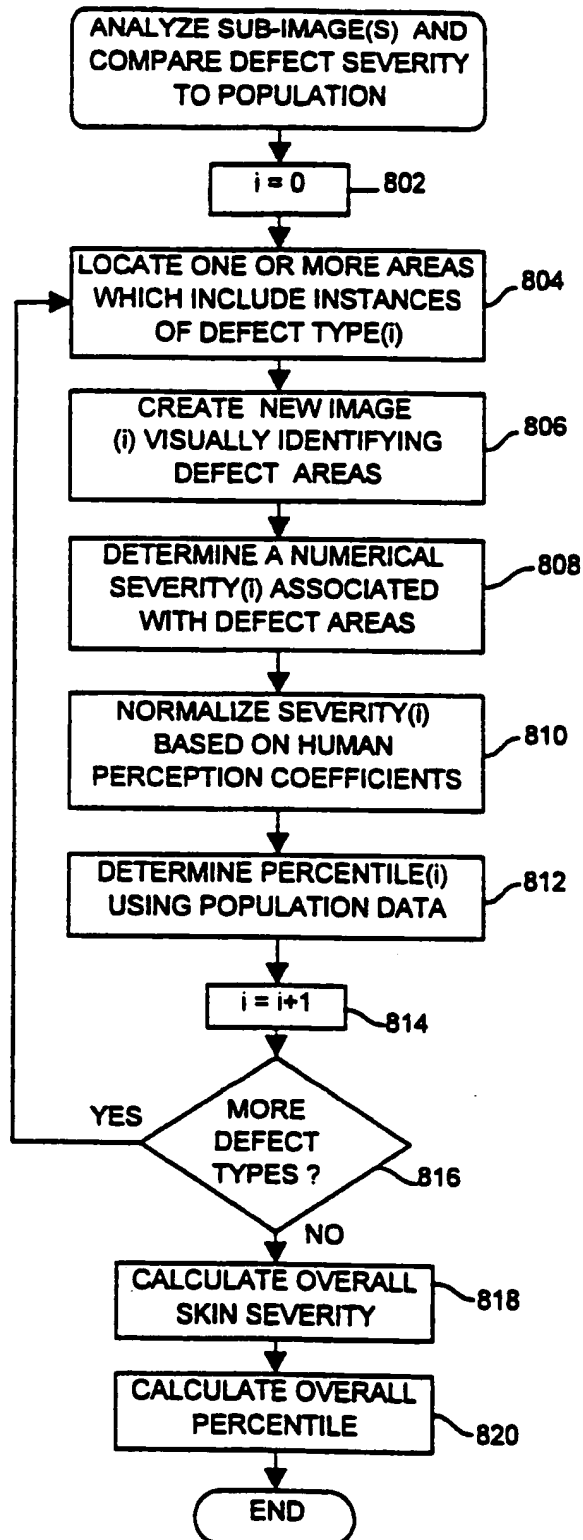 ANALYZE SUB-IMAGE(S) AND
COMPARE DEFECT SEVERITY
TO POPULATION
i = 0
802
LOCATE ONE OR MORE AREAS
WHICH INCLUDE INSTANCES
OF DEFECT TYPE(i)
804
CREATE NEW IMAGE
(i) VISUALLY IDENTIFYING
DEFECT AREAS
806
DETERMINE A NUMERICAL
SEVERITY(i) ASSOCIATED
WITH DEFECT AREAS
808
NORMALIZE SEVERITY(i)
BASED ON HUMAN
PERCEPTION COEFFICIENTS
810
DETERMINE PERCENTILE(i)
USING POPULATION DATA
812
i = i+1
814
YES
MORE
DEFECT
TYPES ?
816
NO
CALCULATE OVERALL
SKIN SEVERITY
818
CALCULATE OVERALL
PERCENTILE
820
END